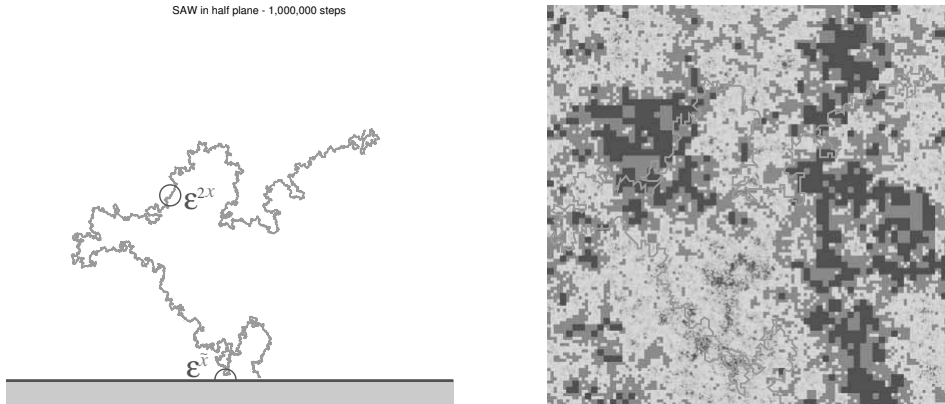 SAW in half plane - 1,000,000 steps
ε^{2x}
ε^{x̃}